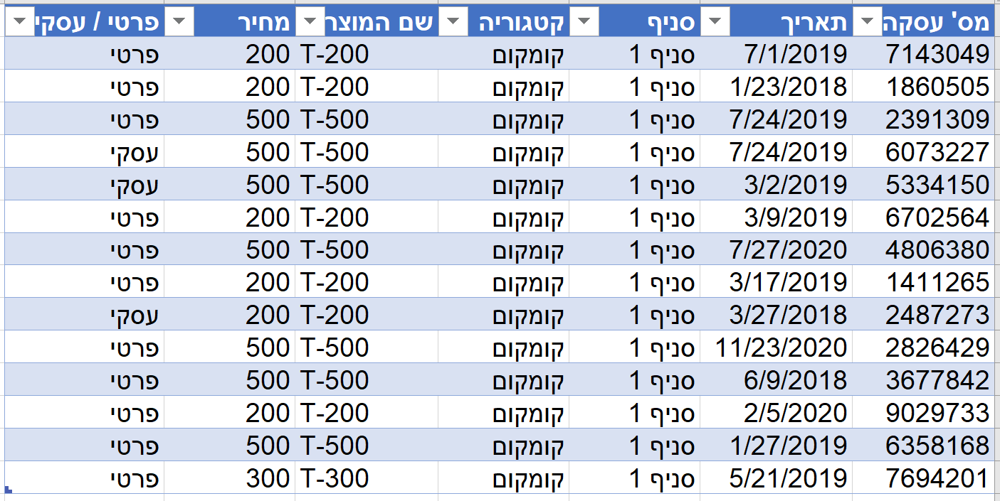 מס' עסקה תאריך סניף קטגוריה שם המוצר מחיר פרטי / עסקי
7143049 7/1/2019 סניף 1 קומקום T-200 200 פרטי
1860505 1/23/2018 סניף 1 קומקום T-200 200 פרטי
2391309 7/24/2019 סניף 1 קומקום T-500 500 פרטי
6073227 7/24/2019 סניף 1 קומקום T-500 500 עסקי
5334150 3/2/2019 סניף 1 קומקום T-500 500 עסקי
6702564 3/9/2019 סניף 1 קומקום T-200 200 פרטי
4806380 7/27/2020 סניף 1 קומקום T-500 500 פרטי
1411265 3/17/2019 סניף 1 קומקום T-200 200 פרטי
2487273 3/27/2018 סניף 1 קומקום T-200 200 עסקי
2826429 11/23/2020 סניף 1 קומקום T-500 500 פרטי
3677842 6/9/2018 סניף 1 קומקום T-500 500 פרטי
9029733 2/5/2020 סניף 1 קומקום T-200 200 פרטי
6358168 1/27/2019 סניף 1 קומקום T-500 500 פרטי
7694201 5/21/2019 סניף 1 קומקום T-300 300 פרטי